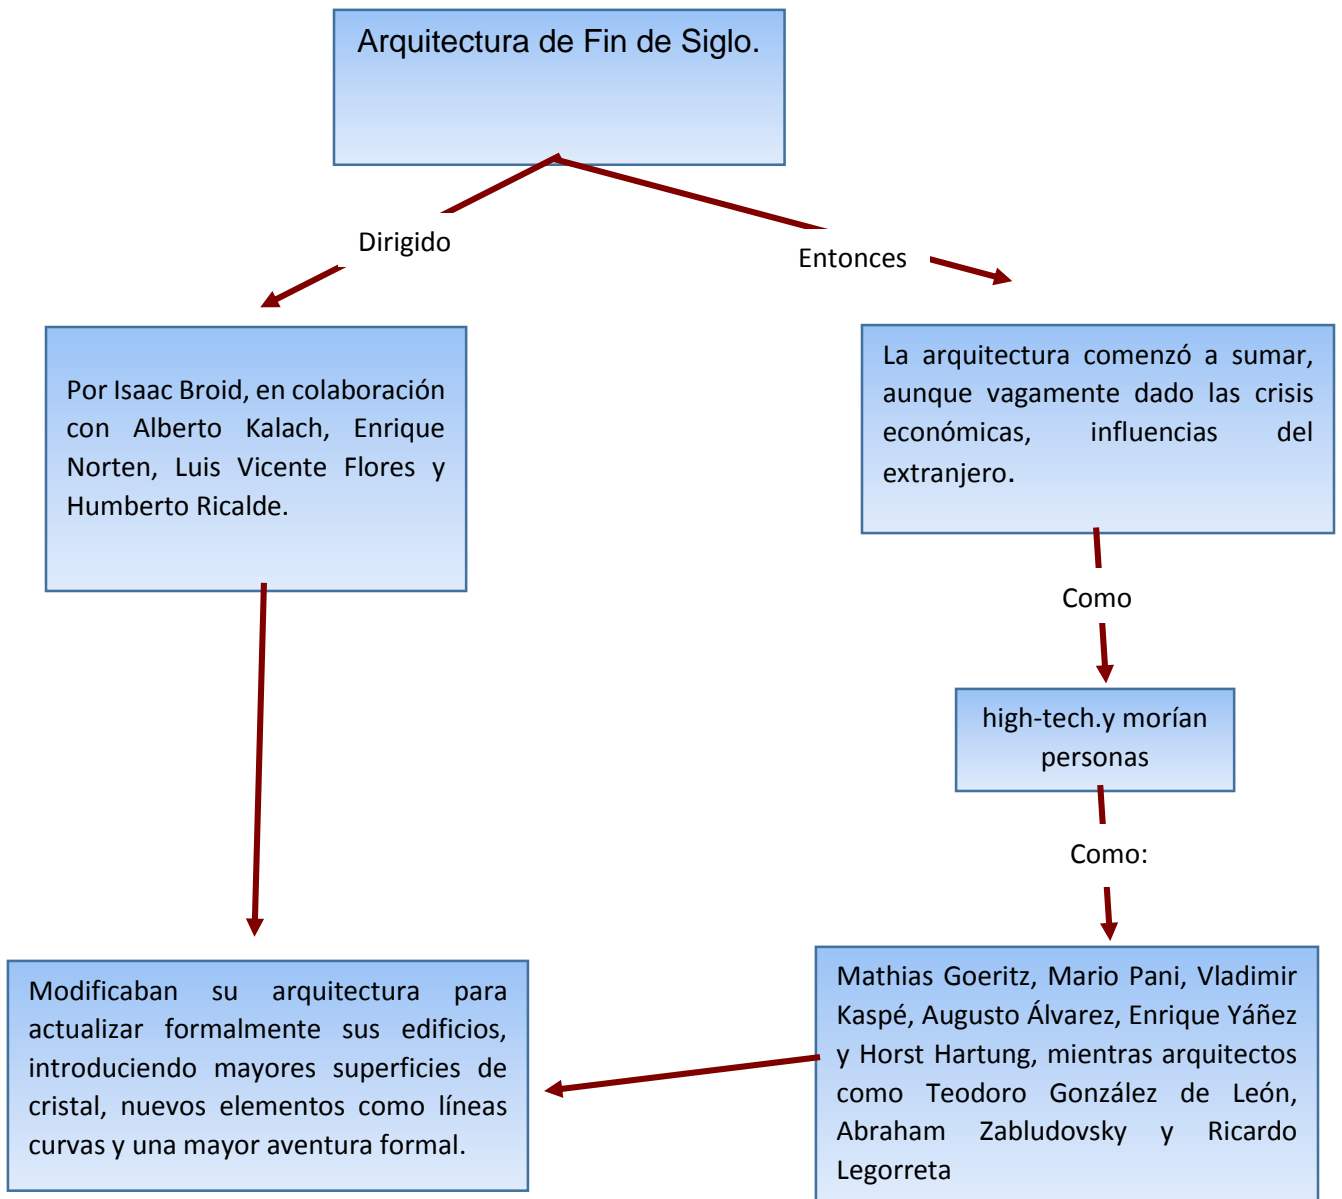 Arquitectura de Fin de Siglo.
Dirigido
Entonces
Por Isaac Broid, en colaboración
con Alberto Kalach, Enrique
Norten, Luis Vicente Flores y
Humberto Ricalde.
La arquitectura comenzó a sumar,
aunque vagamente dado las crisis
económicas, influencias del
extranjero.
Como
high-tech.y morían
personas
Como:
Modificaban su arquitectura para
actualizar formalmente sus edificios,
introduciendo mayores superficies de
cristal, nuevos elementos como líneas
curvas y una mayor aventura formal.
Mathias Goeritz, Mario Pani, Vladimir
Kaspé, Augusto Álvarez, Enrique Yáñez
y Horst Hartung, mientras arquitectos
como Teodoro González de León,
Abraham Zabludovsky y Ricardo
Legorreta